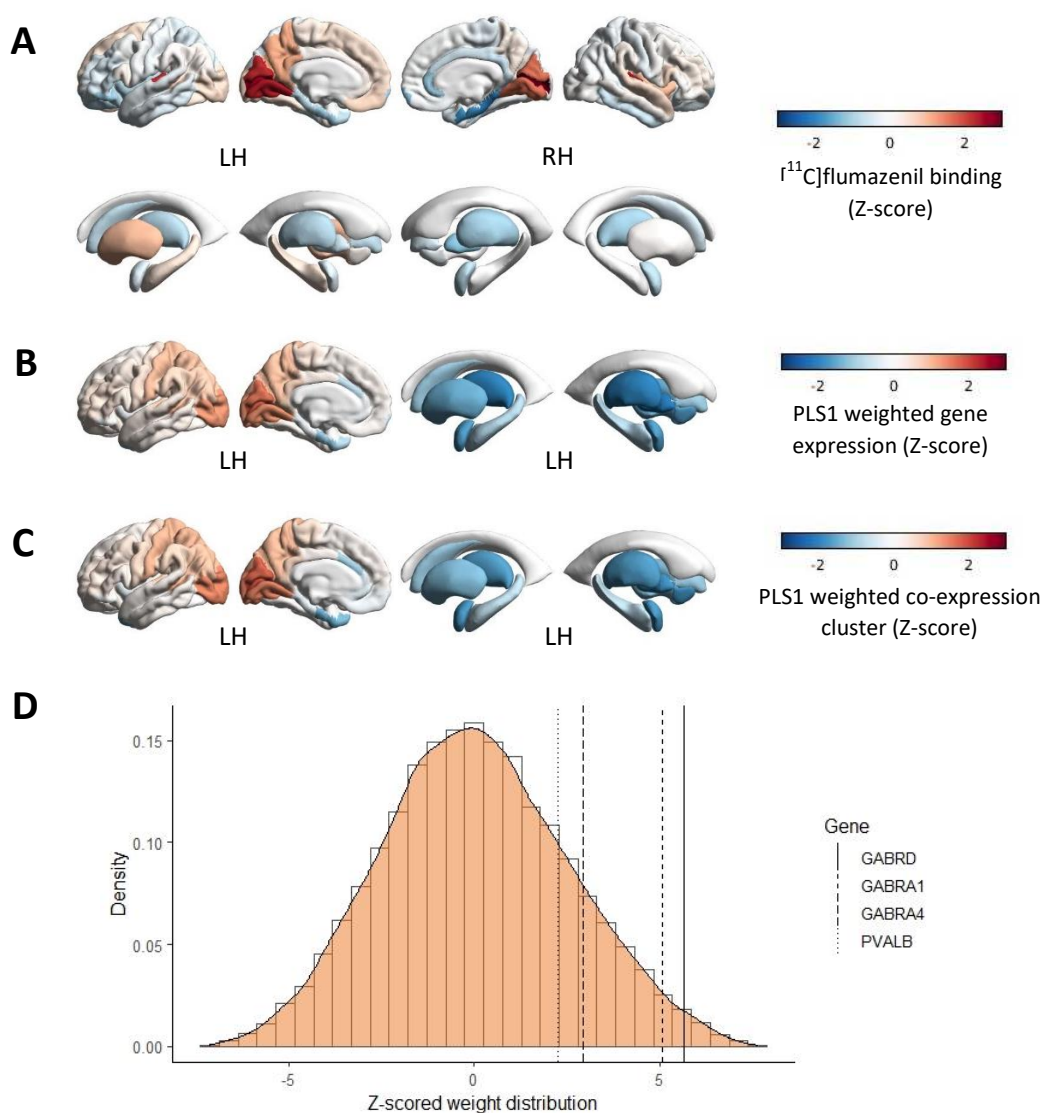 A
LH
RH
-2 0 2
[¹¹C]flumazenil binding
(Z-score)
B
LH
LH
-2 0 2
PLS1 weighted gene
expression (Z-score)
C
LH
LH
-2 0 2
PLS1 weighted co-expression
cluster (Z-score)
D
0.15
0.10
0.05
0.00
Density
-5 0 5
Z-scored weight distribution
Gene
GABRD
GABRA1
GABRA4
PVALB